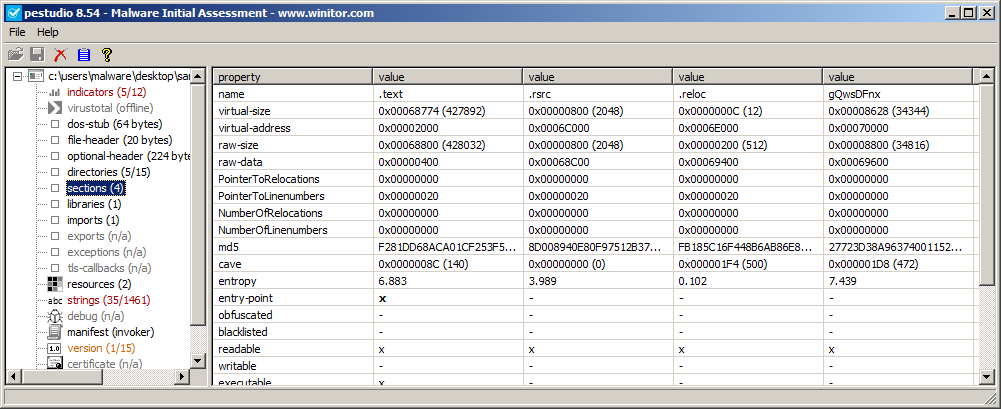 pestudio 8.54 - Malware Initial Assessment - www.winitor.com
File Help
c:\users\malware\desktop\sa
indicators (5/12)
virustotal (offline)
dos-stub (64 bytes)
file-header (20 bytes)
optional-header (224 byte
directories (5/15)
sections (4)
libraries (1)
imports (1)
exports (n/a)
exceptions (n/a)
tls-callbacks (n/a)
resources (2)
abc strings (35/1461)
debug (n/a)
manifest (invoker)
1.0 version (1/15)
certificate (n/a)
property value value value value
name .text .rsrc .reloc gQwsDFnx
virtual-size 0x00068774 (427892) 0x00000800 (2048) 0x0000000C (12) 0x00008628 (34344)
virtual-address 0x00002000 0x0006C000 0x0006E000 0x00070000
raw-size 0x00068800 (428032) 0x00000800 (2048) 0x00000200 (512) 0x00008800 (34816)
raw-data 0x00000400 0x00068C00 0x00069400 0x00069600
PointerToRelocations 0x00000000 0x00000000 0x00000000 0x00000000
PointerToLinenumbers 0x00000020 0x00000020 0x00000020 0x00000020
NumberOfRelocations 0x00000000 0x00000000 0x00000000 0x00000000
NumberOfLinenumbers 0x00000000 0x00000000 0x00000000 0x00000000
md5 F281DD68ACA01CF253F5... 8D008940E80F97512B37... FB185C16F448B6AB86E8... 27723D38A96374001152...
cave 0x0000008C (140) 0x00000000 (0) 0x000001F4 (500) 0x000001D8 (472)
entropy 6.883 3.989 0.102 7.439
entry-point x - - -
obfuscated - - - -
blacklisted - - - -
readable x x x x
writable - - - -
executable x - - -